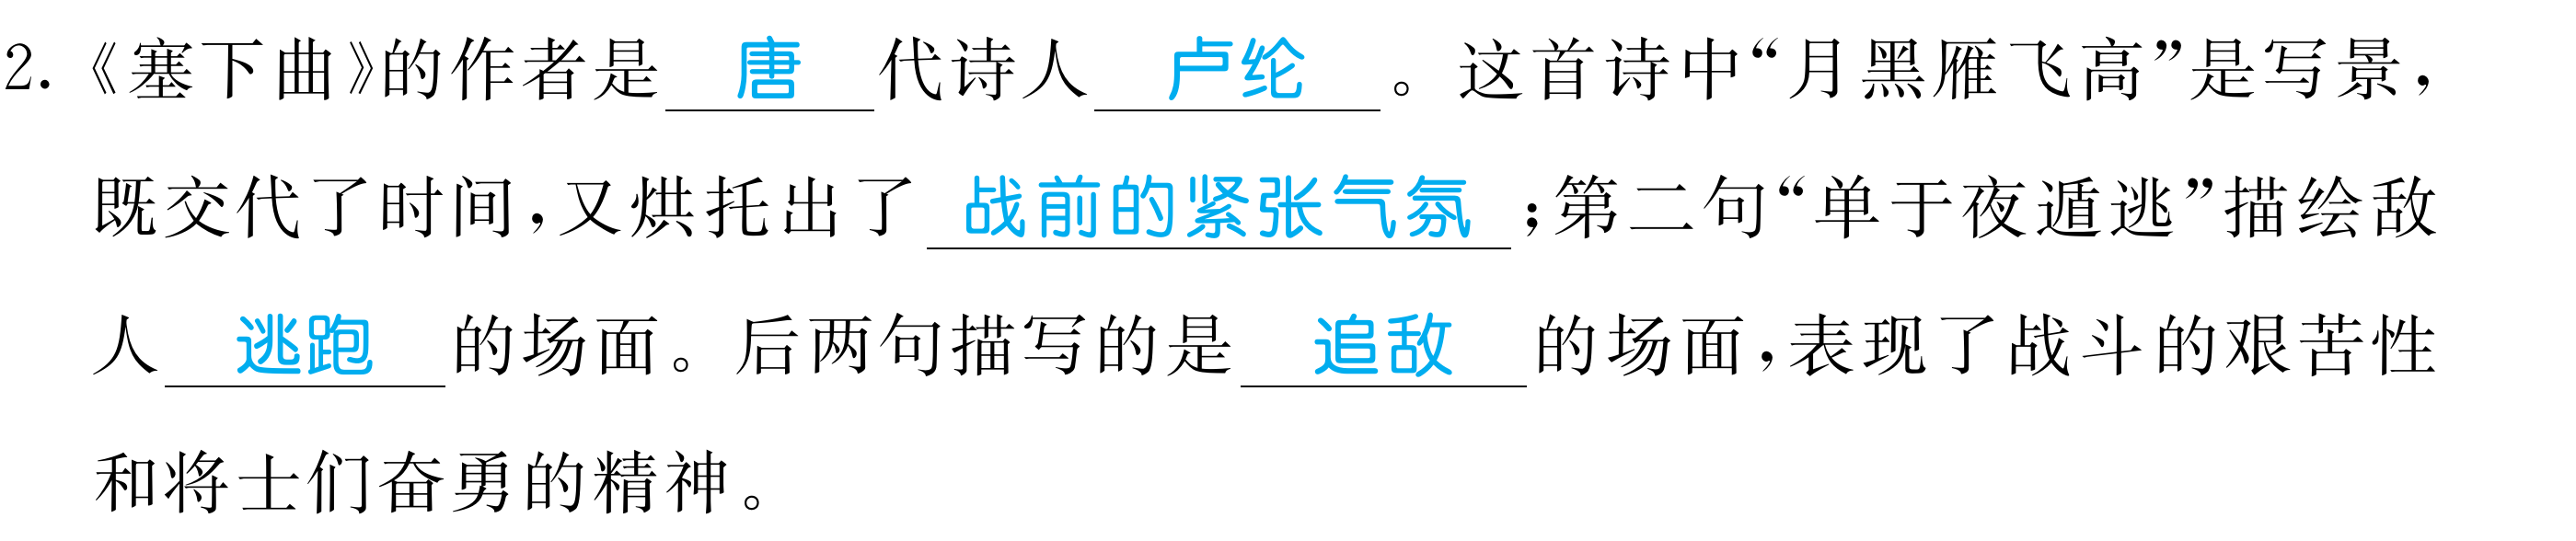 2.《塞下曲》的作者是 唐 代诗人 卢纶 。这首诗中“月黑雁飞高”是写景，
既交代了时间，又烘托出了 战前的紧张气氛 ；第二句“单于夜遁逃”描绘敌
人 逃跑 的场面。后两句描写的是 追敌 的场面，表现了战斗的艰苦性
和将士们奋勇的精神。